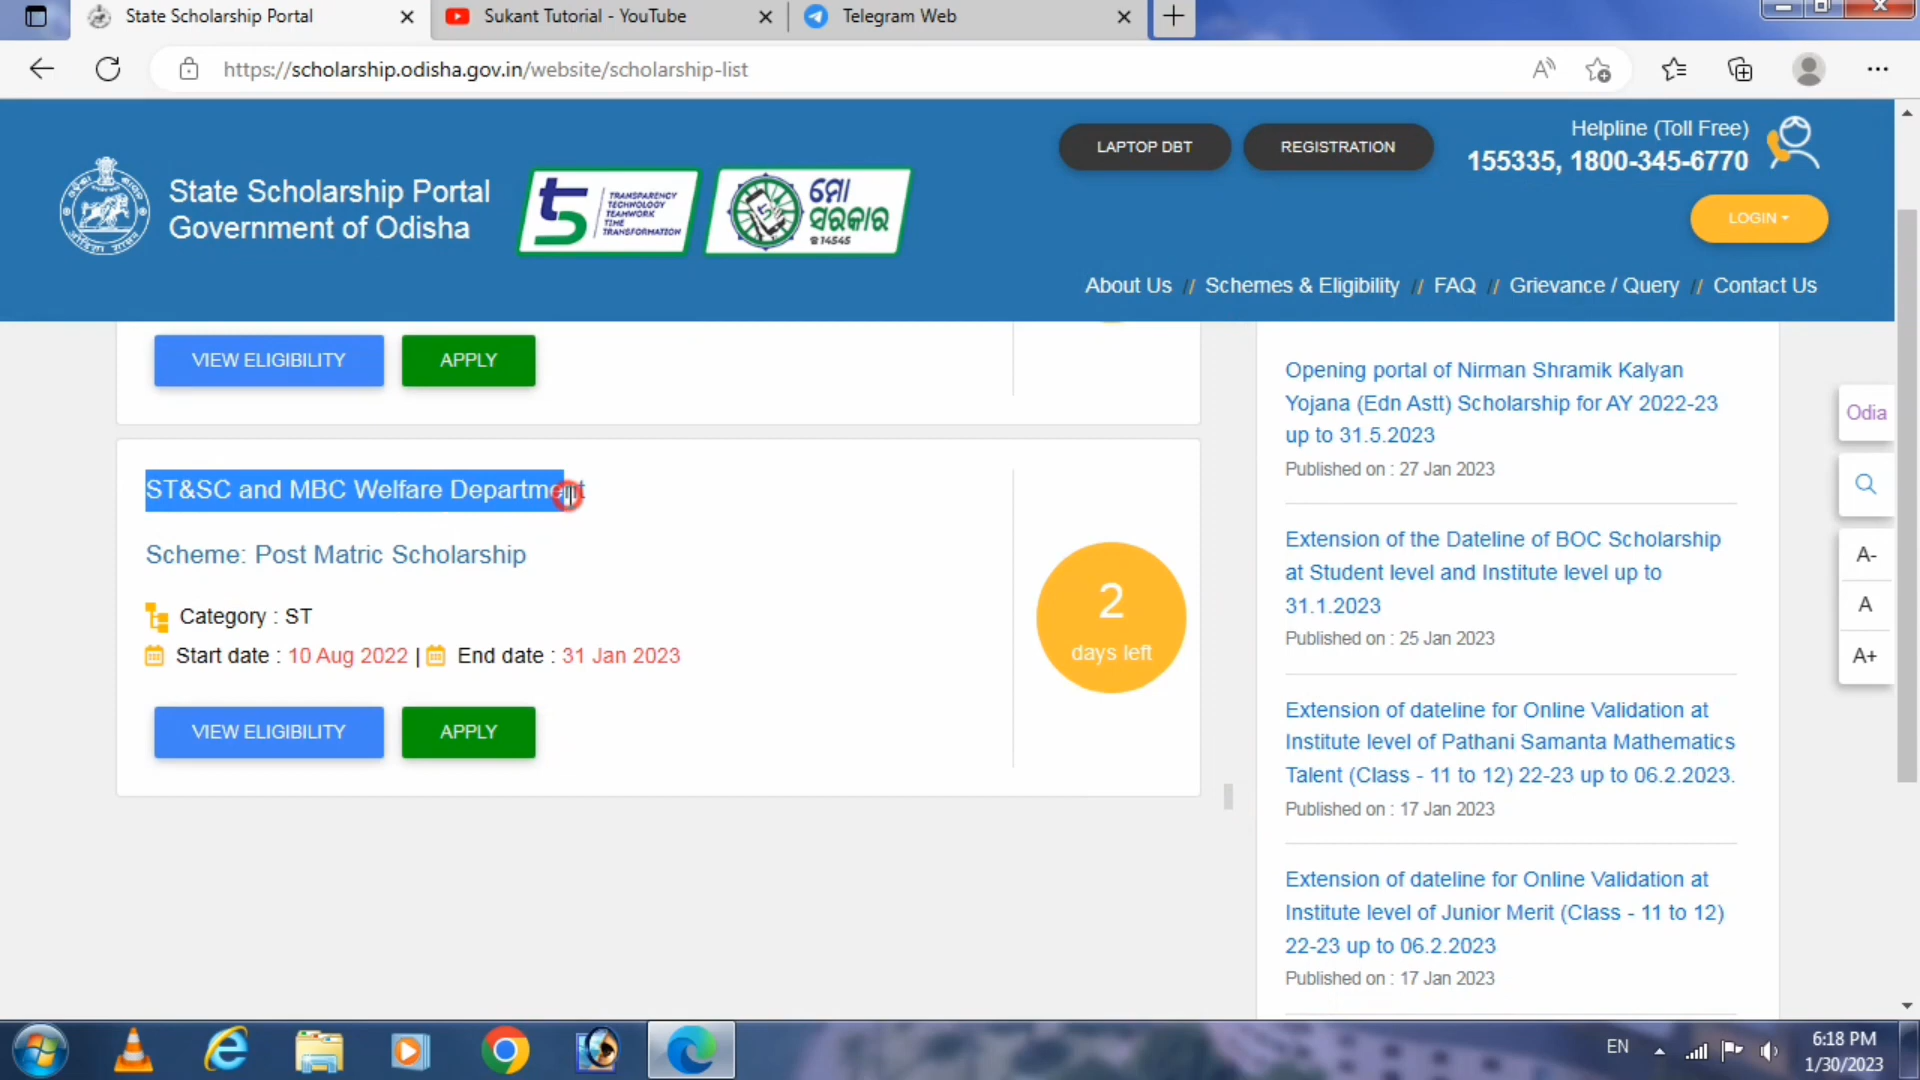 State Scholarship Portal
Sukant Tutorial - YouTube
Telegram Web
https://scholarship.odisha.gov.in/website/scholarship-list
State Scholarship Portal
Government of Odisha
t5
TRANSPARENCY
TECHNOLOGY
TEAMWORK
TIME
TRANSFORMATION
ମୋ
ସରକାର
☎14545
LAPTOP DBT
REGISTRATION
Helpline (Toll Free)
155335, 1800-345-6770
LOGIN
About Us // Schemes & Eligibility // FAQ // Grievance / Query // Contact Us
VIEW ELIGIBILITY
APPLY
ST&SC and MBC Welfare Department
Scheme: Post Matric Scholarship
Category : ST
Start date : 10 Aug 2022 | End date : 31 Jan 2023
2
days left
VIEW ELIGIBILITY
APPLY
Opening portal of Nirman Shramik Kalyan
Yojana (Edn Astt) Scholarship for AY 2022-23
up to 31.5.2023
Published on : 27 Jan 2023
Extension of the Dateline of BOC Scholarship
at Student level and Institute level up to
31.1.2023
Published on : 25 Jan 2023
Extension of dateline for Online Validation at
Institute level of Pathani Samanta Mathematics
Talent (Class - 11 to 12) 22-23 up to 06.2.2023.
Published on : 17 Jan 2023
Extension of dateline for Online Validation at
Institute level of Junior Merit (Class - 11 to 12)
22-23 up to 06.2.2023
Published on : 17 Jan 2023
Odia
A-
A
A+
EN
6:18 PM
1/30/2023